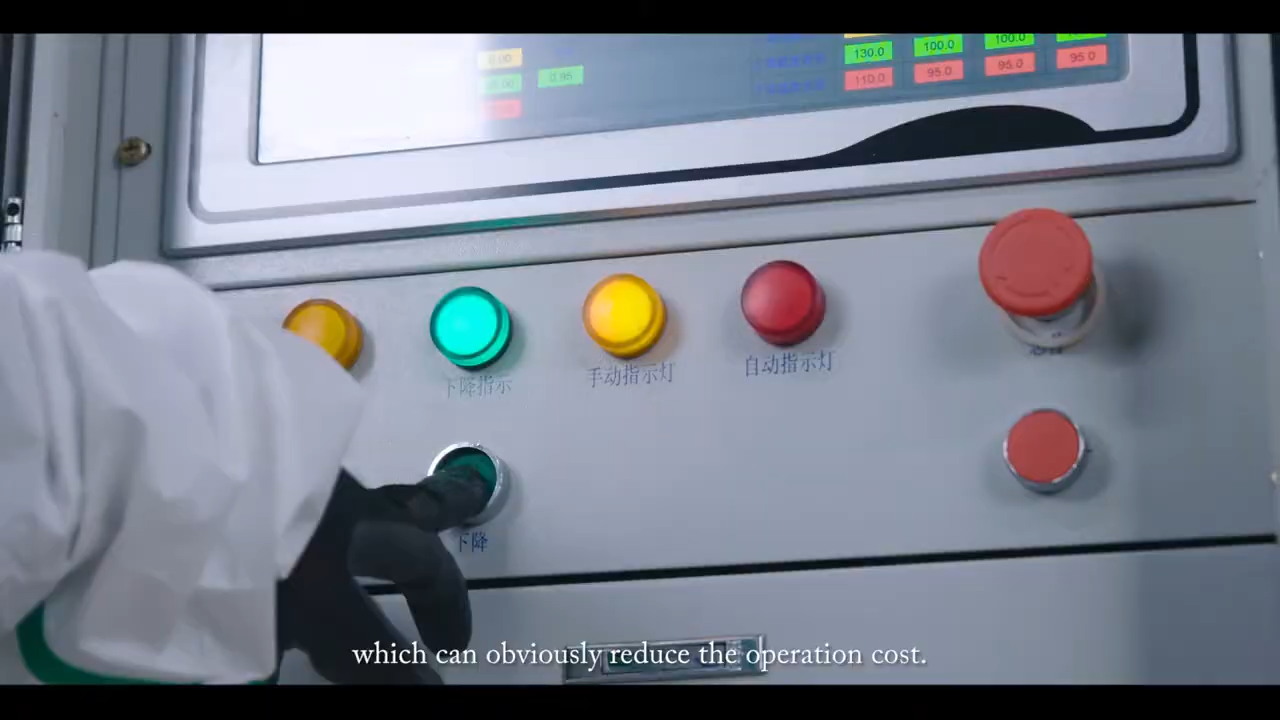 130.0 100.0 100.0
0.95
110.0 95.0 95.0 95.0
下降指示 手动指示灯 自动指示灯
下降
which can obviously reduce the operation cost.